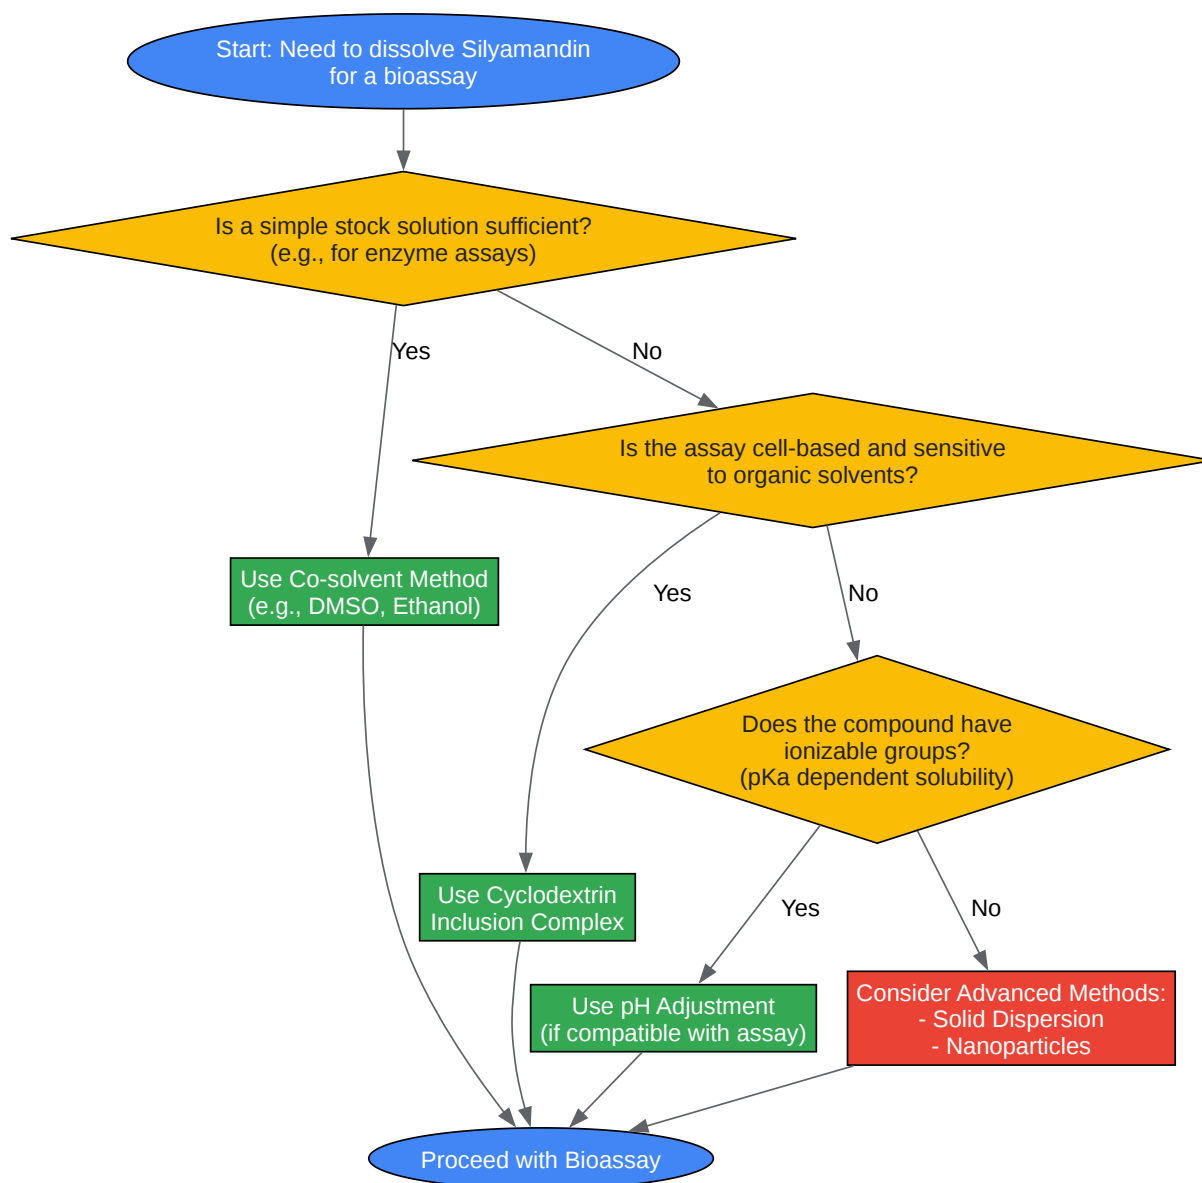 Start: Need to dissolve Silyamandin
for a bioassay
Is a simple stock solution sufficient?
(e.g., for enzyme assays)
Yes
No
Is the assay cell-based and sensitive
to organic solvents?
Use Co-solvent Method
(e.g., DMSO, Ethanol)
Yes
No
Does the compound have
ionizable groups?
(pKa dependent solubility)
Use Cyclodextrin
Inclusion Complex
Yes
No
Use pH Adjustment
(if compatible with assay)
Consider Advanced Methods:
- Solid Dispersion
- Nanoparticles
Proceed with Bioassay